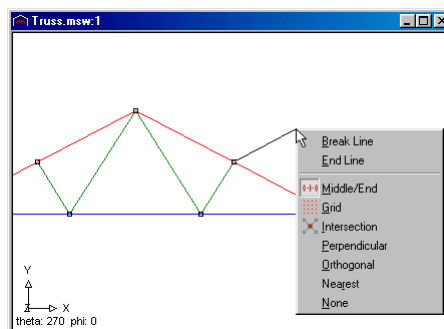 Truss.msw:1
Break Line
End Line
Middle/End
Grid
Intersection
Perpendicular
Orthogonal
Nearest
None
Y
Z
X
theta: 270 phi: 0